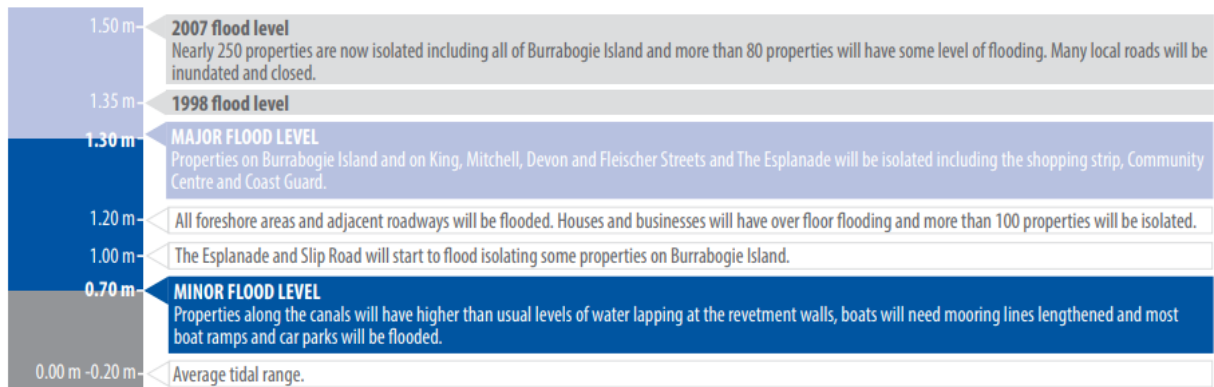 1.50 m
2007 flood level
Nearly 250 properties are now isolated including all of Burrabogie Island and more than 80 properties will have some level of flooding. Many local roads will be
inundated and closed.
1.35 m
1998 flood level
1.30 m
MAJOR FLOOD LEVEL
Properties on Burrabogie Island and on King, Mitchell, Devon and Fleischer Streets and The Esplanade will be isolated including the shopping strip, Community
Centre and Coast Guard.
1.20 m
All foreshore areas and adjacent roadways will be flooded. Houses and businesses will have over floor flooding and more than 100 properties will be isolated.
1.00 m
The Esplanade and Slip Road will start to flood isolating some properties on Burrabogie Island.
0.70 m
MINOR FLOOD LEVEL
Properties along the canals will have higher than usual levels of water lapping at the revetment walls, boats will need mooring lines lengthened and most
boat ramps and car parks will be flooded.
0.00 m -0.20 m
Average tidal range.